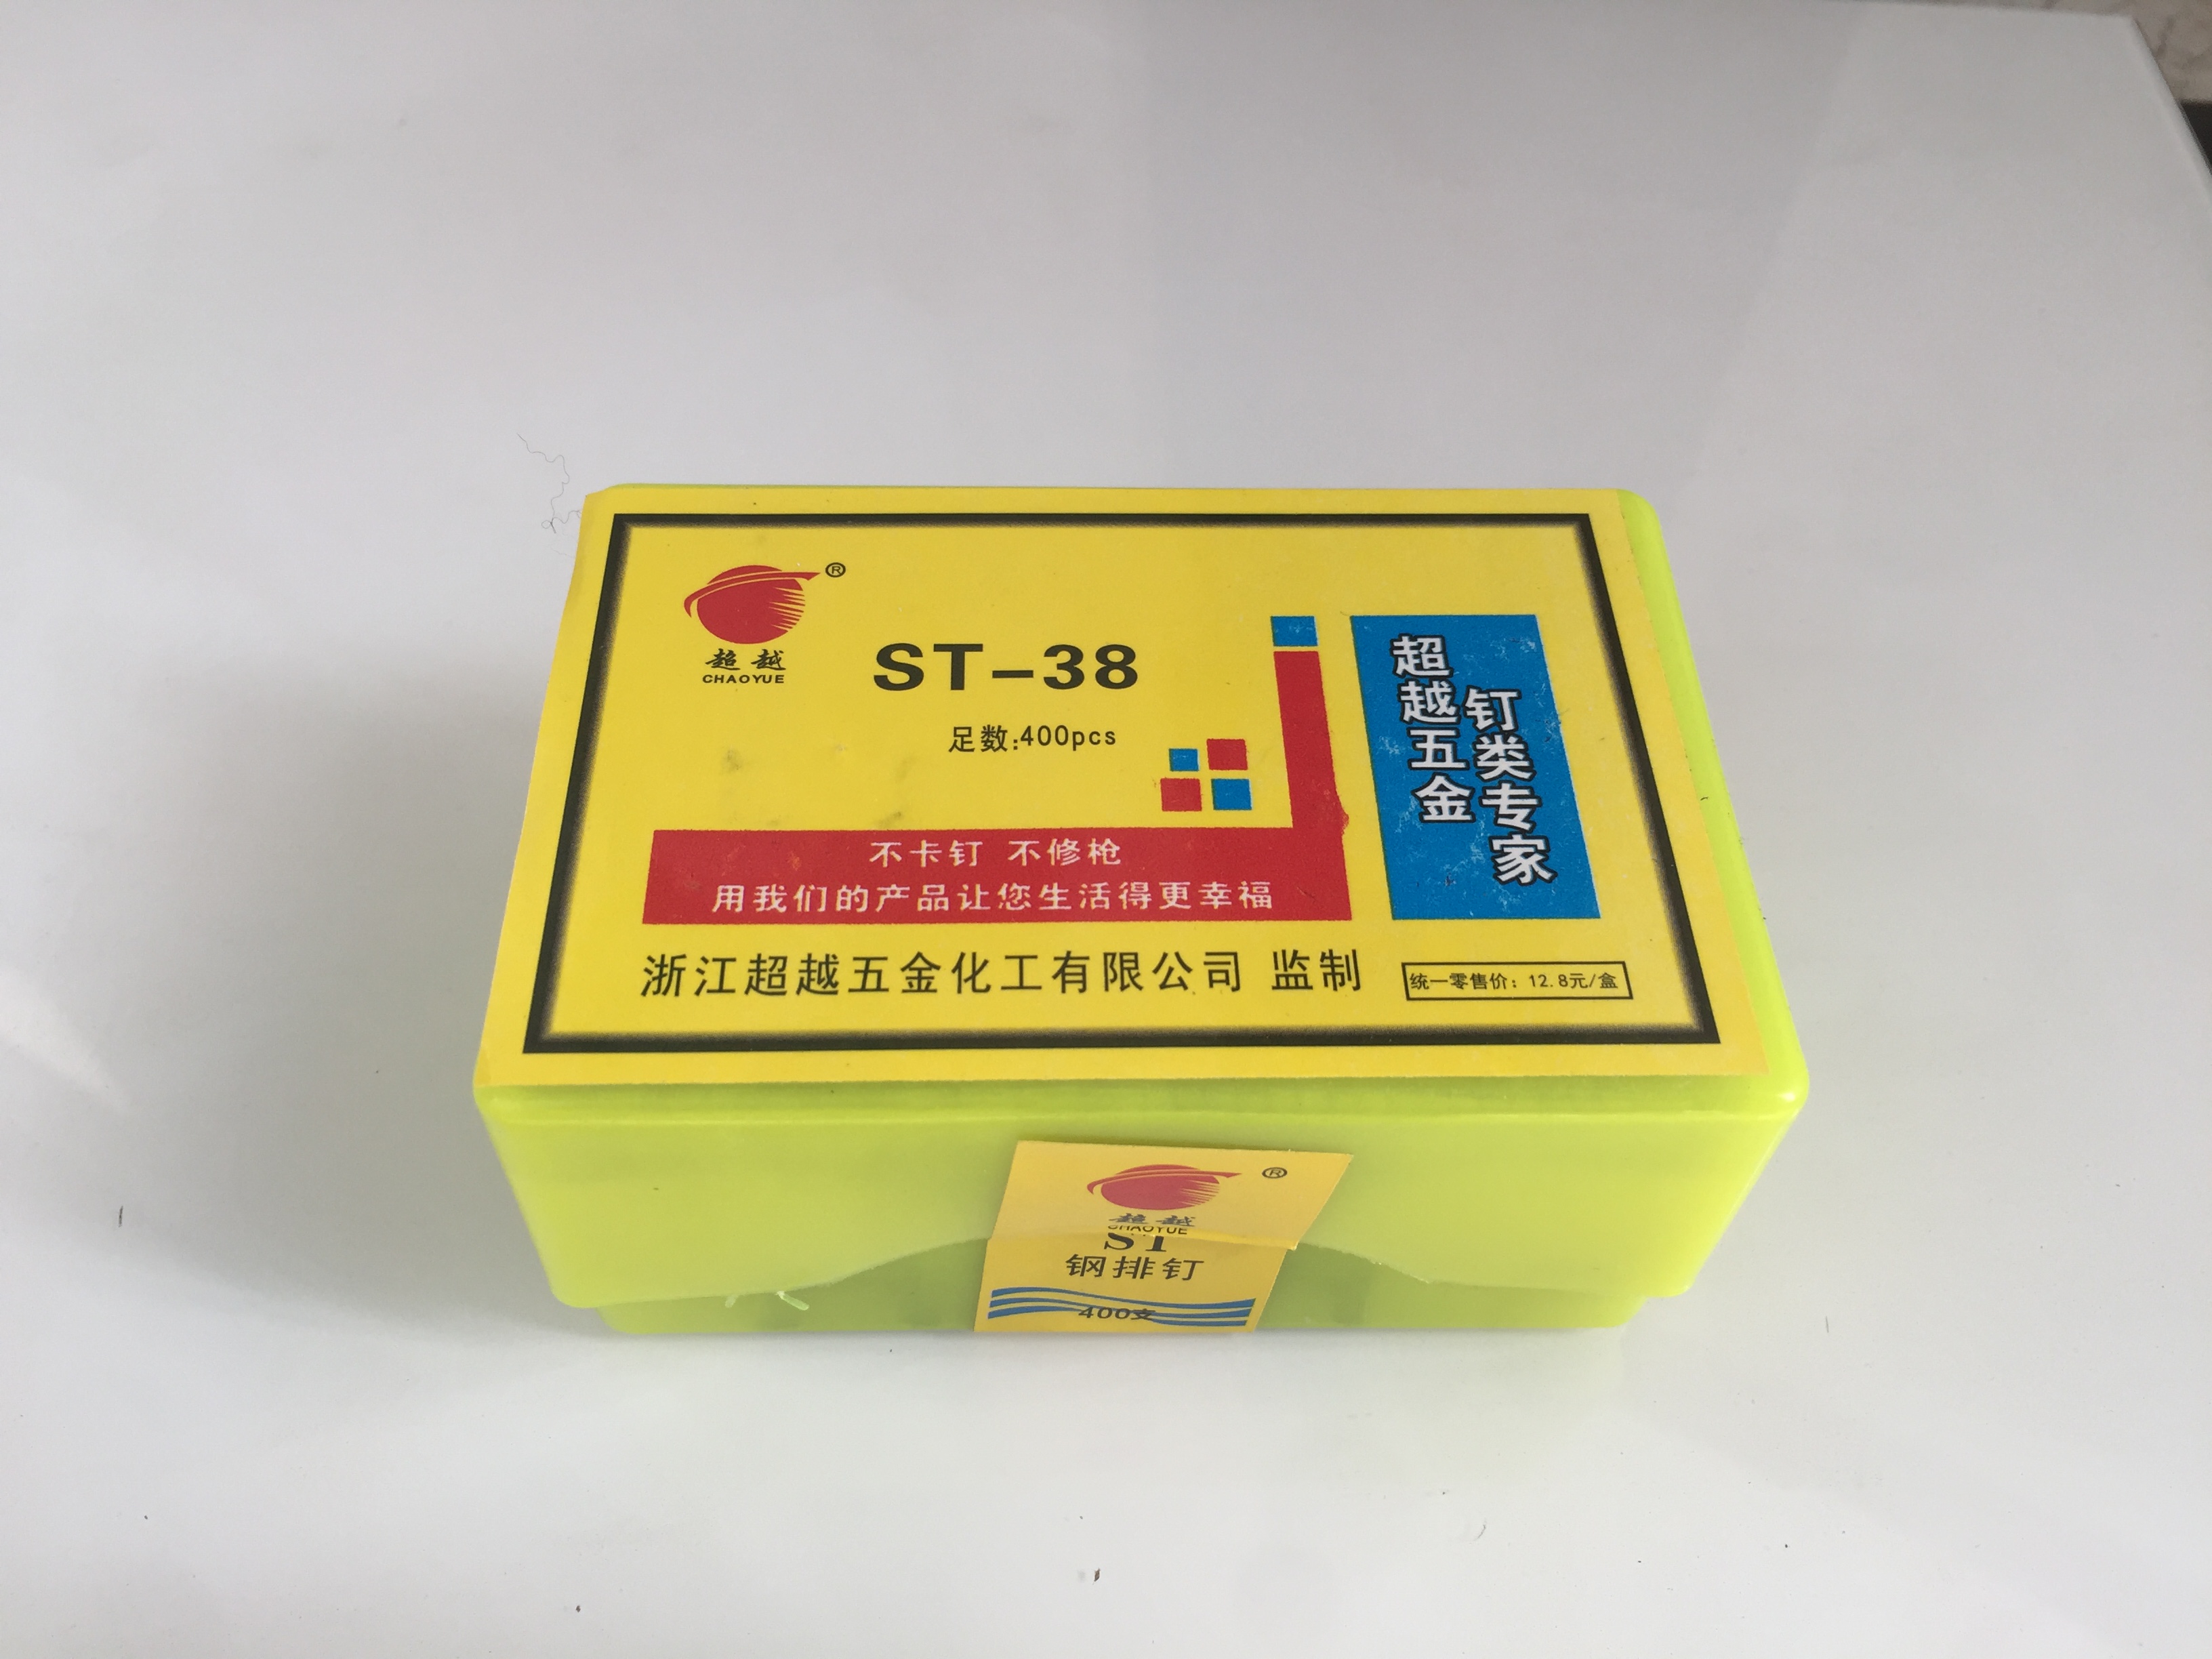 ®
超越
CHAOYUE
ST-38
足数:400pcs
超越五金
钉类专家
不卡钉 不修枪
用我们的产品让您生活得更幸福
浙江超越五金化工有限公司 监制
统一零售价：12.8元/盒
®
超越
CHAOYUE
ST
钢排钉
400支